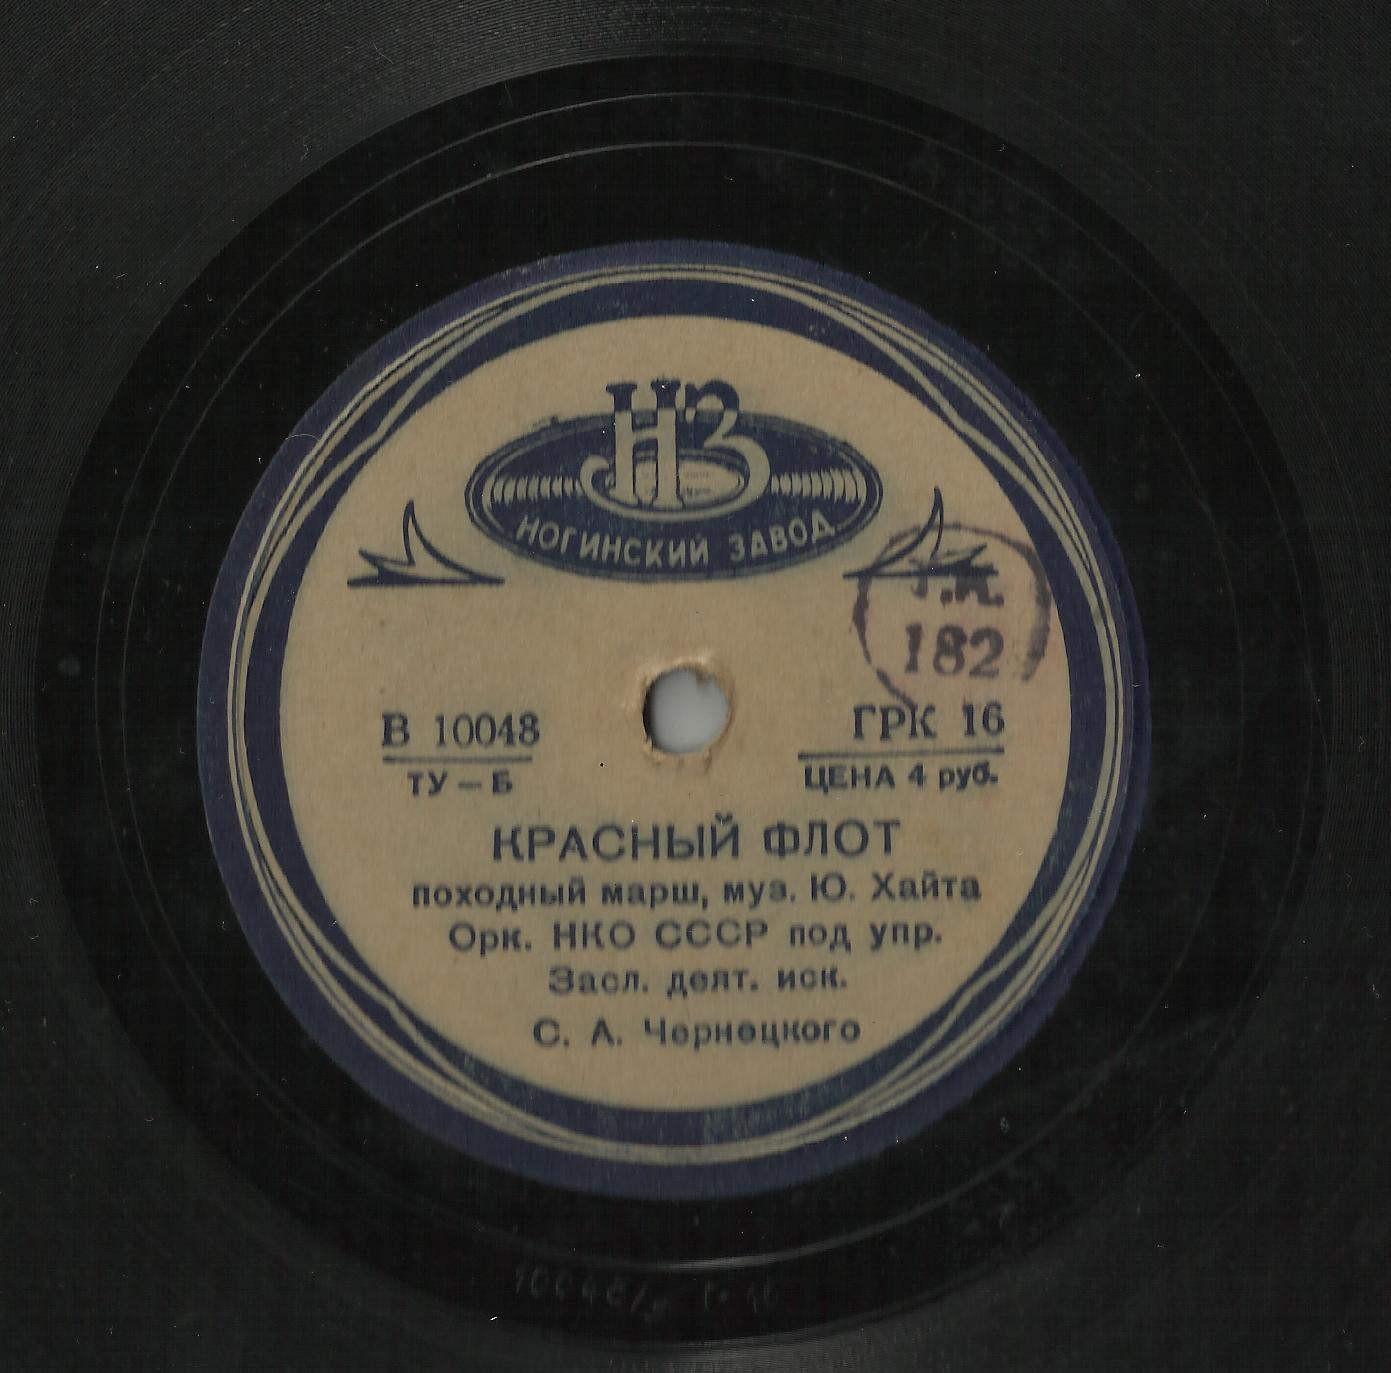 НЗ
НОГИНСКИЙ ЗАВОД
182
В 10048
ТУ – Б
ГРК 16
ЦЕНА 4 руб.
КРАСНЫЙ ФЛОТ
походный марш, муз. Ю. Хайта
Орк. НКО СССР под упр.
Засл. деят. иск.
С. А. Чернецкого